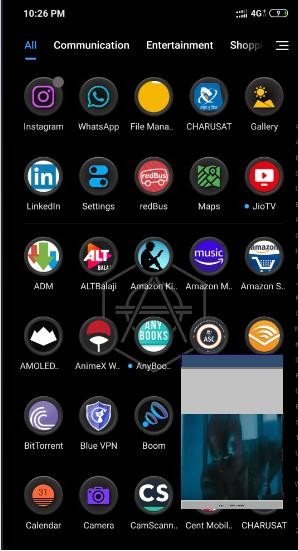 10:26 PM 4G 9
All Communication Entertainment Shoppi
Instagram WhatsApp File Mana.. CHARUSAT Gallery
in redBus
LinkedIn Settings redBus Maps JioTV
ALT BALAJI music amazon
ADM ALTBalaji Amazon Ki.. Amazon M.. Amazon S..
ANY BOOKS ASC
AMOLED.. AnimeX W.. AnyBoo..
BitTorrent Blue VPN Boom
31 CS
Calendar Camera CamScann.. Cent Mobil.. CHARUSAT